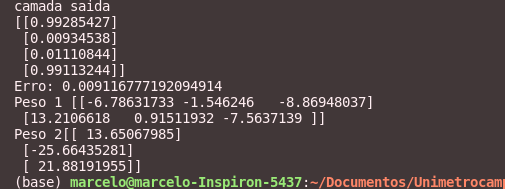 camada saida
[[0.99285427]
 [0.00934538]
 [0.01110844]
 [0.99113244]]
Erro: 0.009116777192094914
Peso 1 [[-6.78631733 -1.546246   -8.86948037]
 [13.2106618   0.91511932 -7.5637139 ]]
Peso 2[[ 13.65067985]
 [-25.66435281]
 [ 21.88191955]]
(base) marcelo@marcelo-Inspiron-5437:~/Documentos/Unimetrocamp